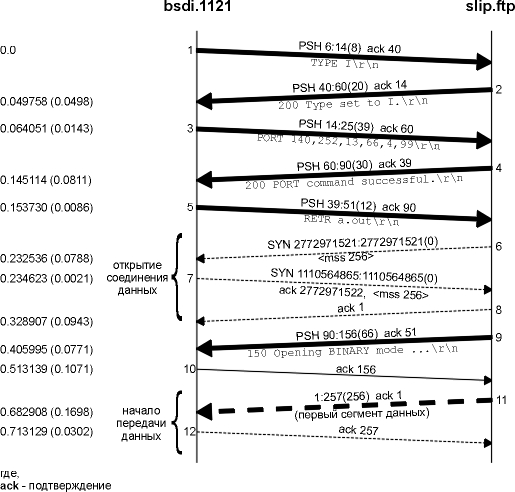 bsdi.1121 slip.ftp
0.0 1 PSH 6:14(8) ack 40
TYPE I\r\n
PSH 40:60(20) ack 14 2
0.049758 (0.0498) 200 Type set to I.\r\n
0.064051 (0.0143) 3 PSH 14:25(39) ack 60
PORT 140,252,13,66,4,99\r\n
PSH 60:90(30) ack 39 4
0.145114 (0.0811) 200 PORT command successful.\r\n
0.153730 (0.0086) 5 PSH 39:51(12) ack 90
RETR a.out\r\n
SYN 2772971521:2772971521(0) 6
0.232536 (0.0788) <mss 256>
открытие
соединения
данных
0.234623 (0.0021) 7 SYN 1110564865:1110564865(0)
ack 2772971522, <mss 256>
ack 1 8
0.328907 (0.0943)
PSH 90:156(66) ack 51 9
0.405995 (0.0771) 150 Opening BINARY mode ...\r\n
0.513139 (0.1071) 10 ack 156
1:257(256) ack 1 11
0.682908 (0.1698) (первый сегмент данных)
начало
передачи
данных
0.713129 (0.0302) 12 ack 257
где,
ack - подтверждение